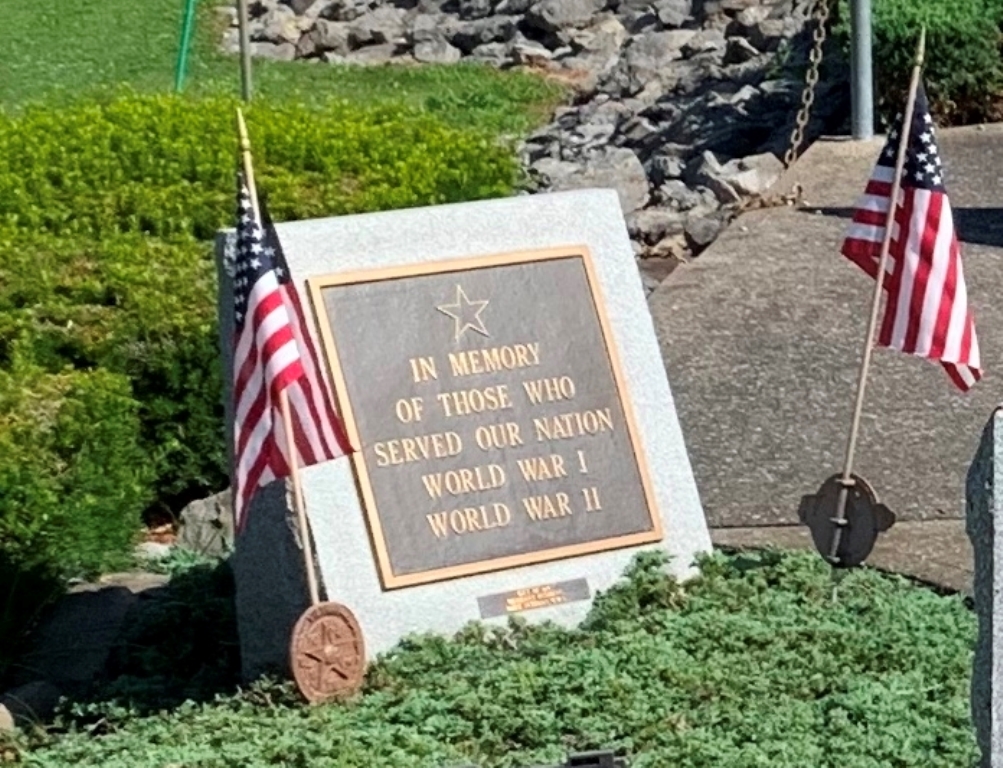 IN MEMORY
OF THOSE WHO
SERVED OUR NATION
WORLD WAR I
WORLD WAR II